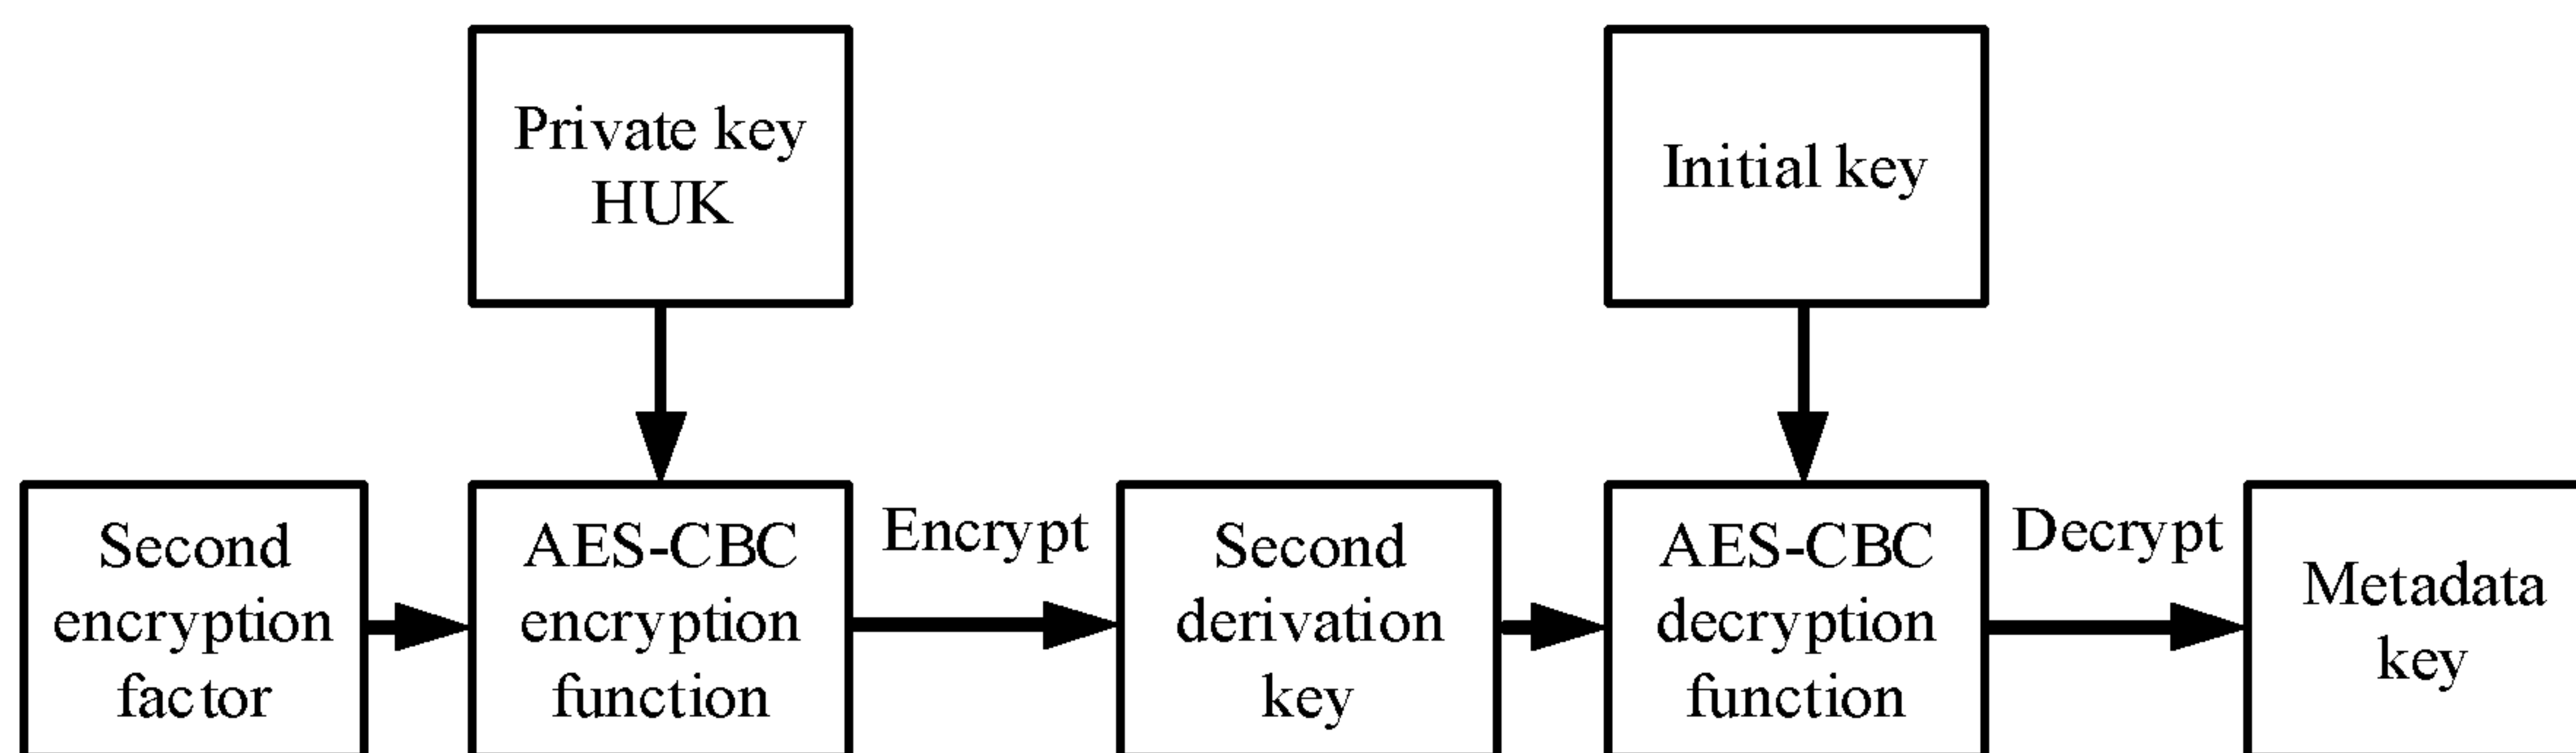 Private key
HUK
Initial key
Second
encryption
factor
AES-CBC
encryption
function
Encrypt
Second
derivation
key
AES-CBC
decryption
function
Decrypt
Metadata
key